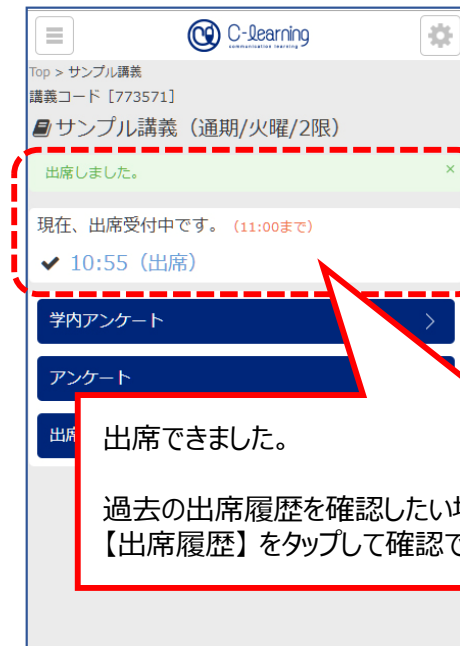 C-Learning
communication learning
Top > サンプル講義
講義コード [773571]
サンプル講義（通期/火曜/2限）
出席しました。
×
現在、出席受付中です。（11:00まで）
✔ 10:55（出席）
学内アンケート
アンケート
出席
出席できました。
過去の出席履歴を確認したい
【出席履歴】をタップして確認で